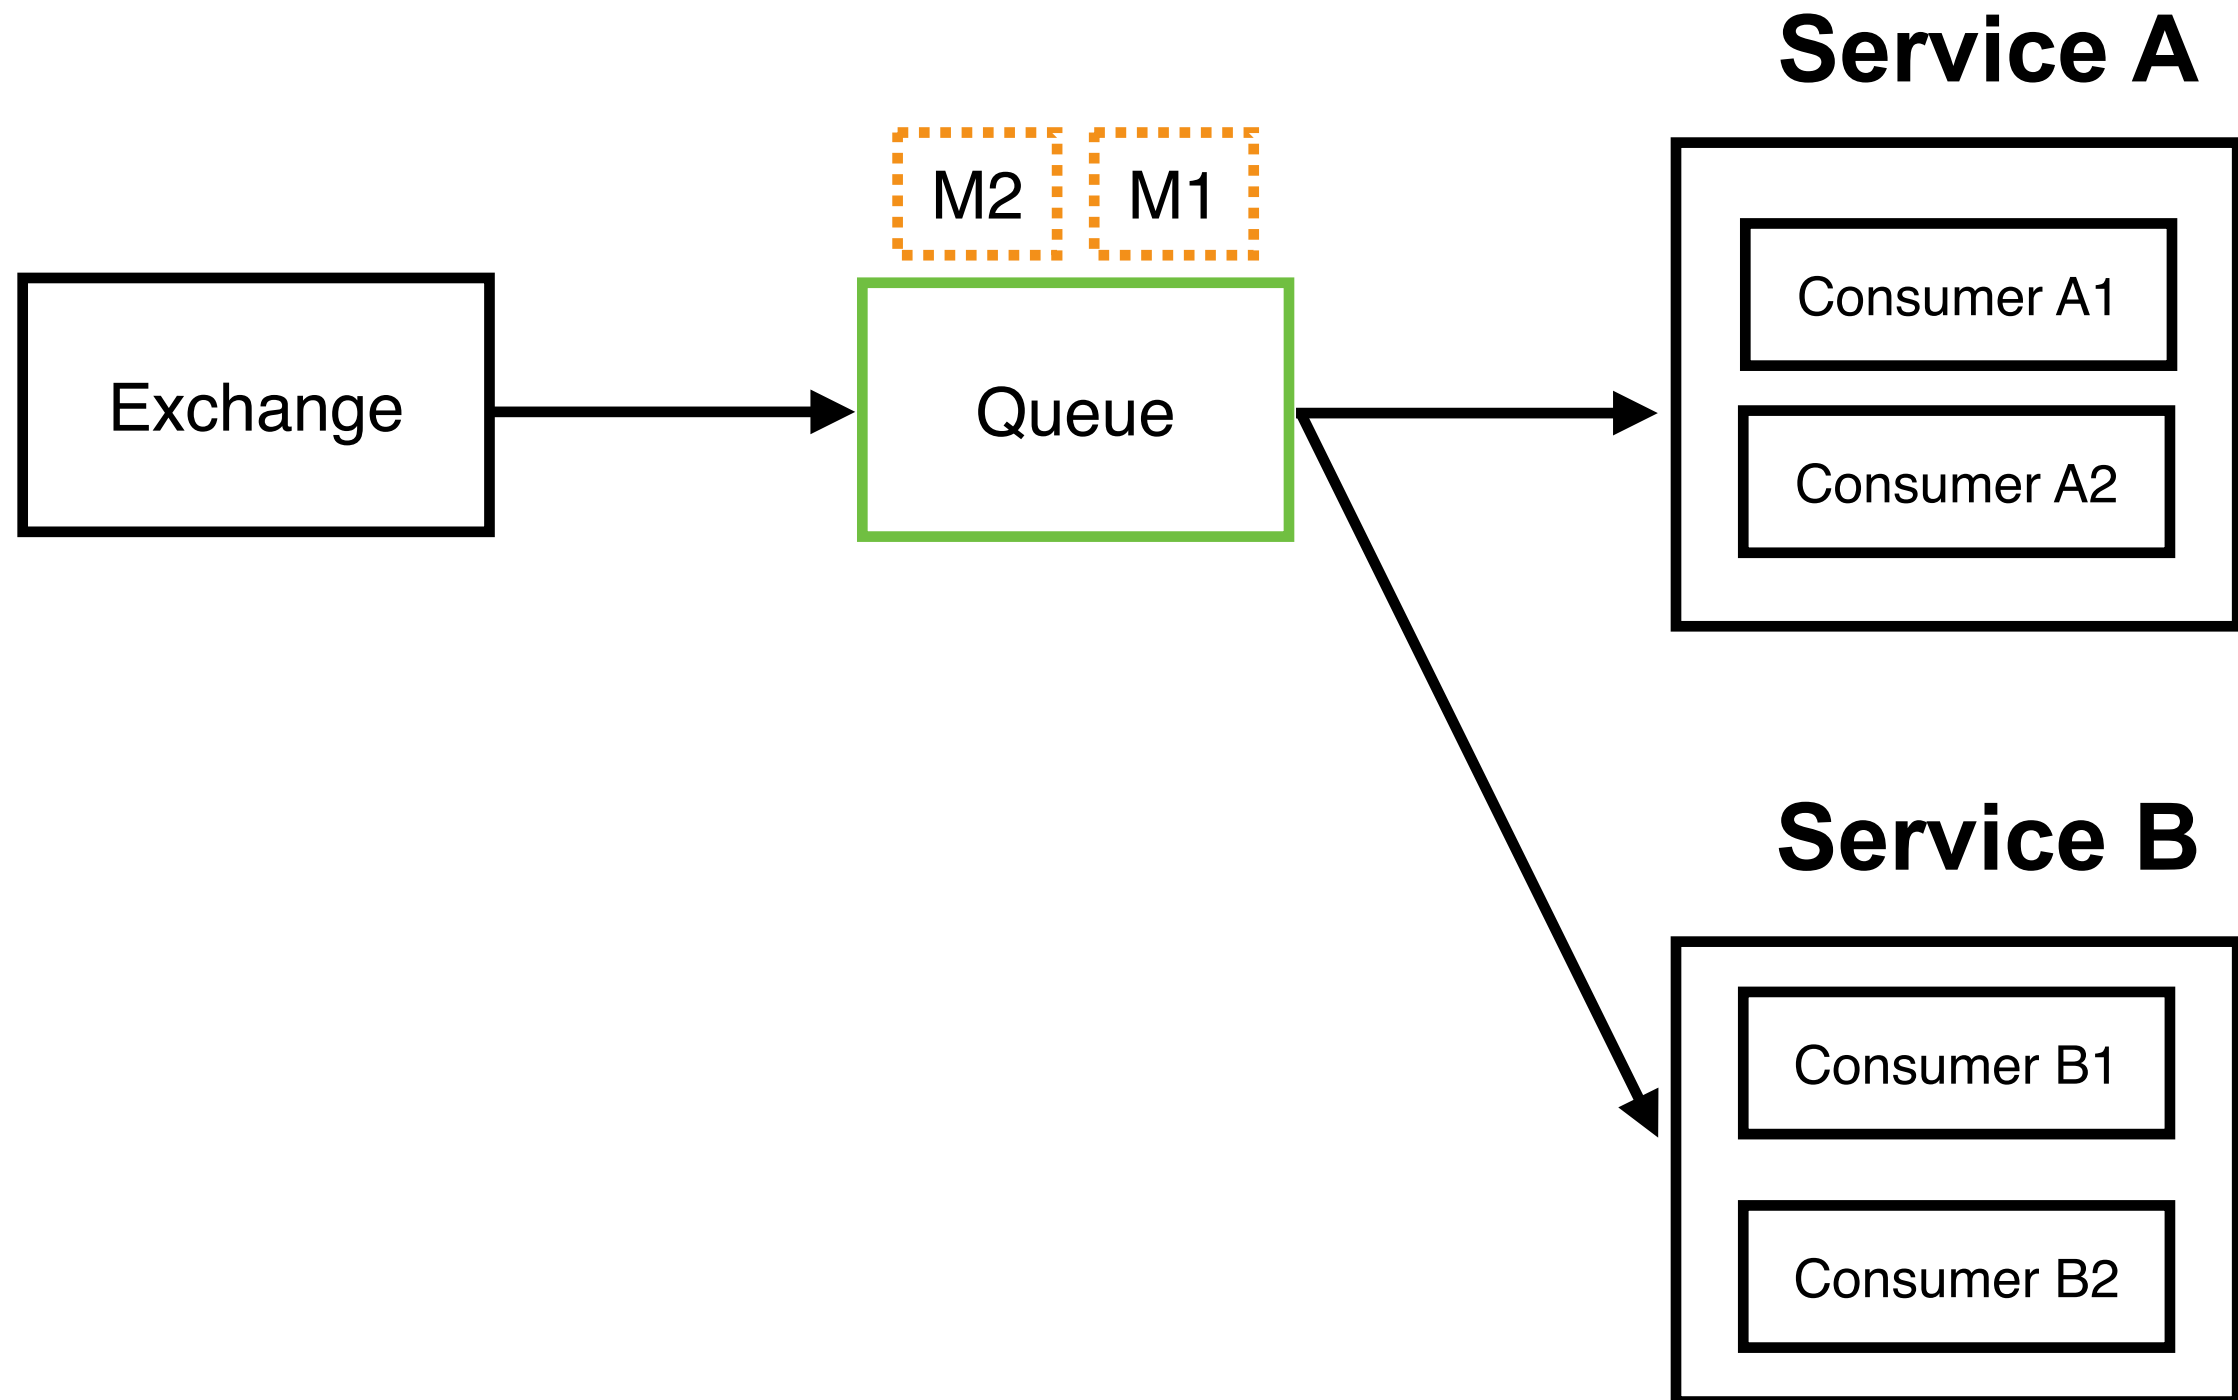 Service A
M2 M1
Consumer A1
Exchange
Queue
Consumer A2
Service B
Consumer B1
Consumer B2